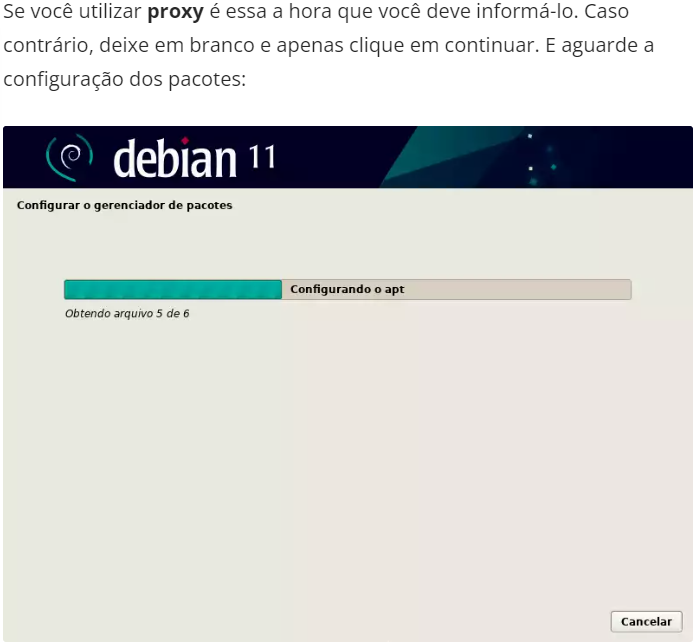 Se você utilizar proxy é essa a hora que você deve informá-lo. Caso
contrário, deixe em branco e apenas clique em continuar. E aguarde a
configuração dos pacotes:
debian 11
Configurar o gerenciador de pacotes
Configurando o apt
Obtendo arquivo 5 de 6
Cancelar